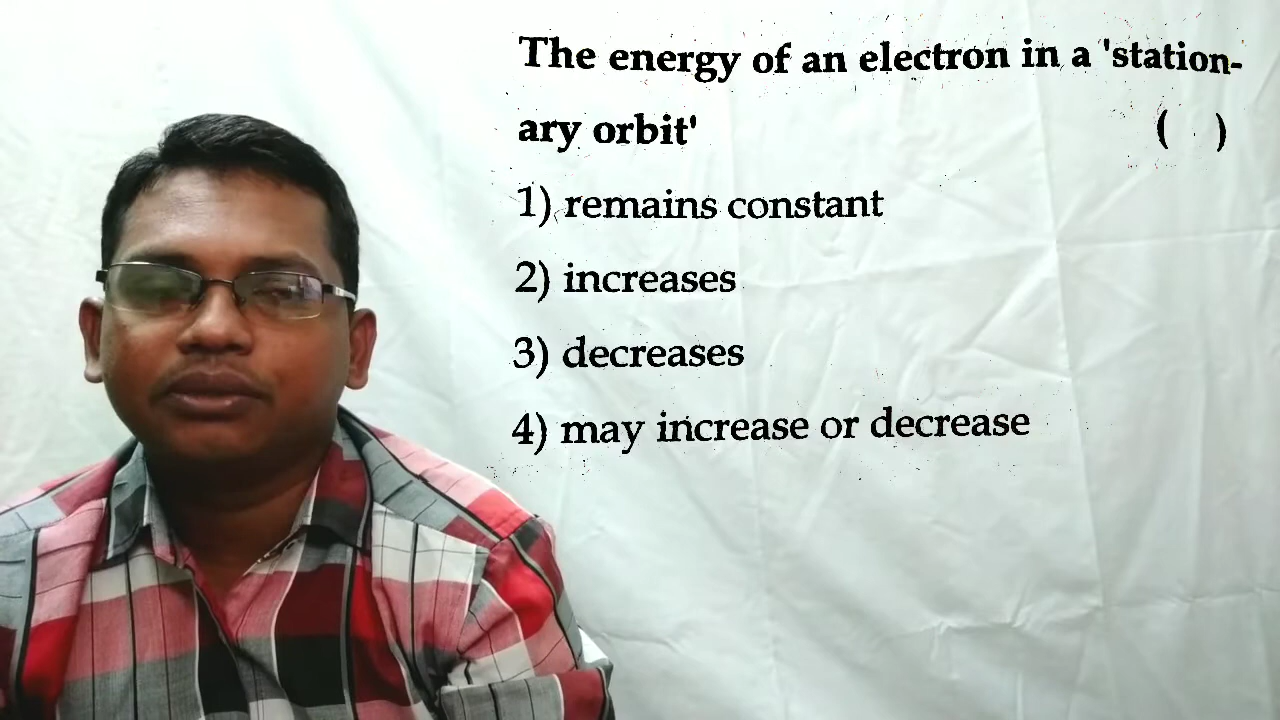 The energy of an electron in a 'station-
ary orbit' ( )
1) remains constant
2) increases
3) decreases
4) may increase or decrease